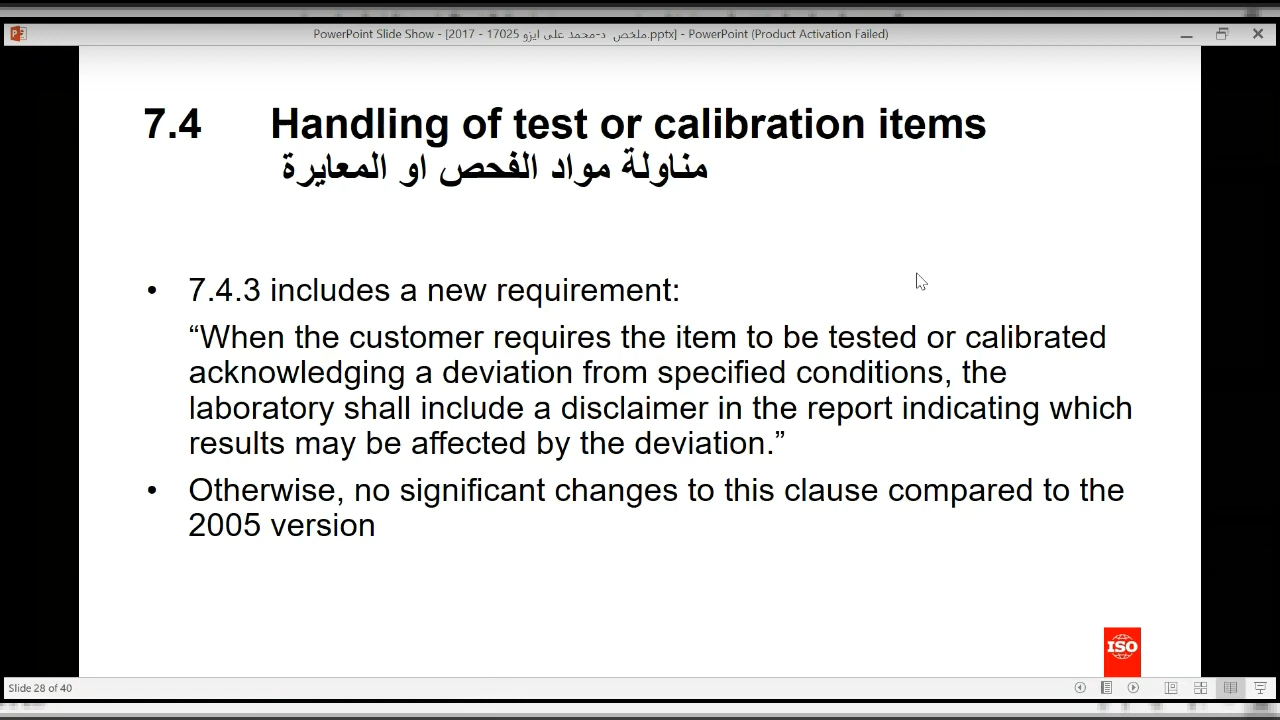 PowerPoint Slide Show - [2017 - 17025 ملخص د-محمد على ايزو.pptx] - PowerPoint (Product Activation Failed)
7.4 Handling of test or calibration items
مناولة مواد الفحص او المعايرة
• 7.4.3 includes a new requirement:
“When the customer requires the item to be tested or calibrated
acknowledging a deviation from specified conditions, the
laboratory shall include a disclaimer in the report indicating which
results may be affected by the deviation.”
• Otherwise, no significant changes to this clause compared to the
2005 version
ISO
Slide 28 of 40